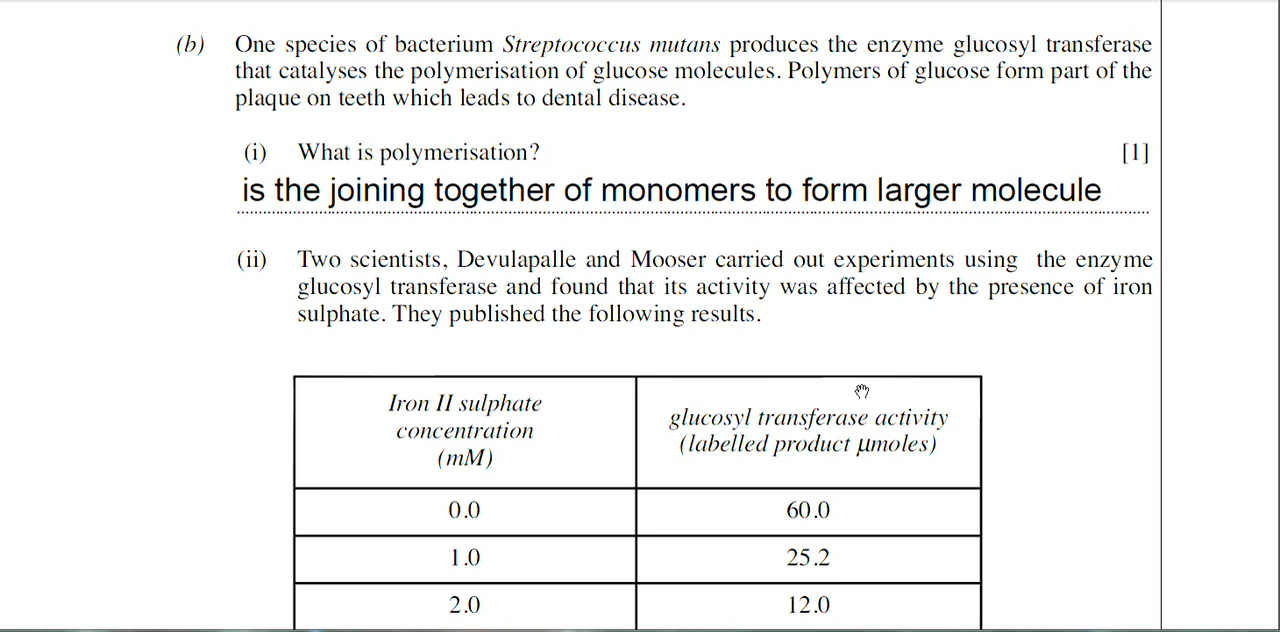 (b) One species of bacterium Streptococcus mutans produces the enzyme glucosyl transferase
that catalyses the polymerisation of glucose molecules. Polymers of glucose form part of the
plaque on teeth which leads to dental disease.
(i) What is polymerisation? [1]
is the joining together of monomers to form larger molecule
(ii) Two scientists, Devulapalle and Mooser carried out experiments using the enzyme
glucosyl transferase and found that its activity was affected by the presence of iron
sulphate. They published the following results.
Iron II sulphate
concentration
(mM)
glucosyl transferase activity
(labelled product µmoles)
0.0 60.0
1.0 25.2
2.0 12.0